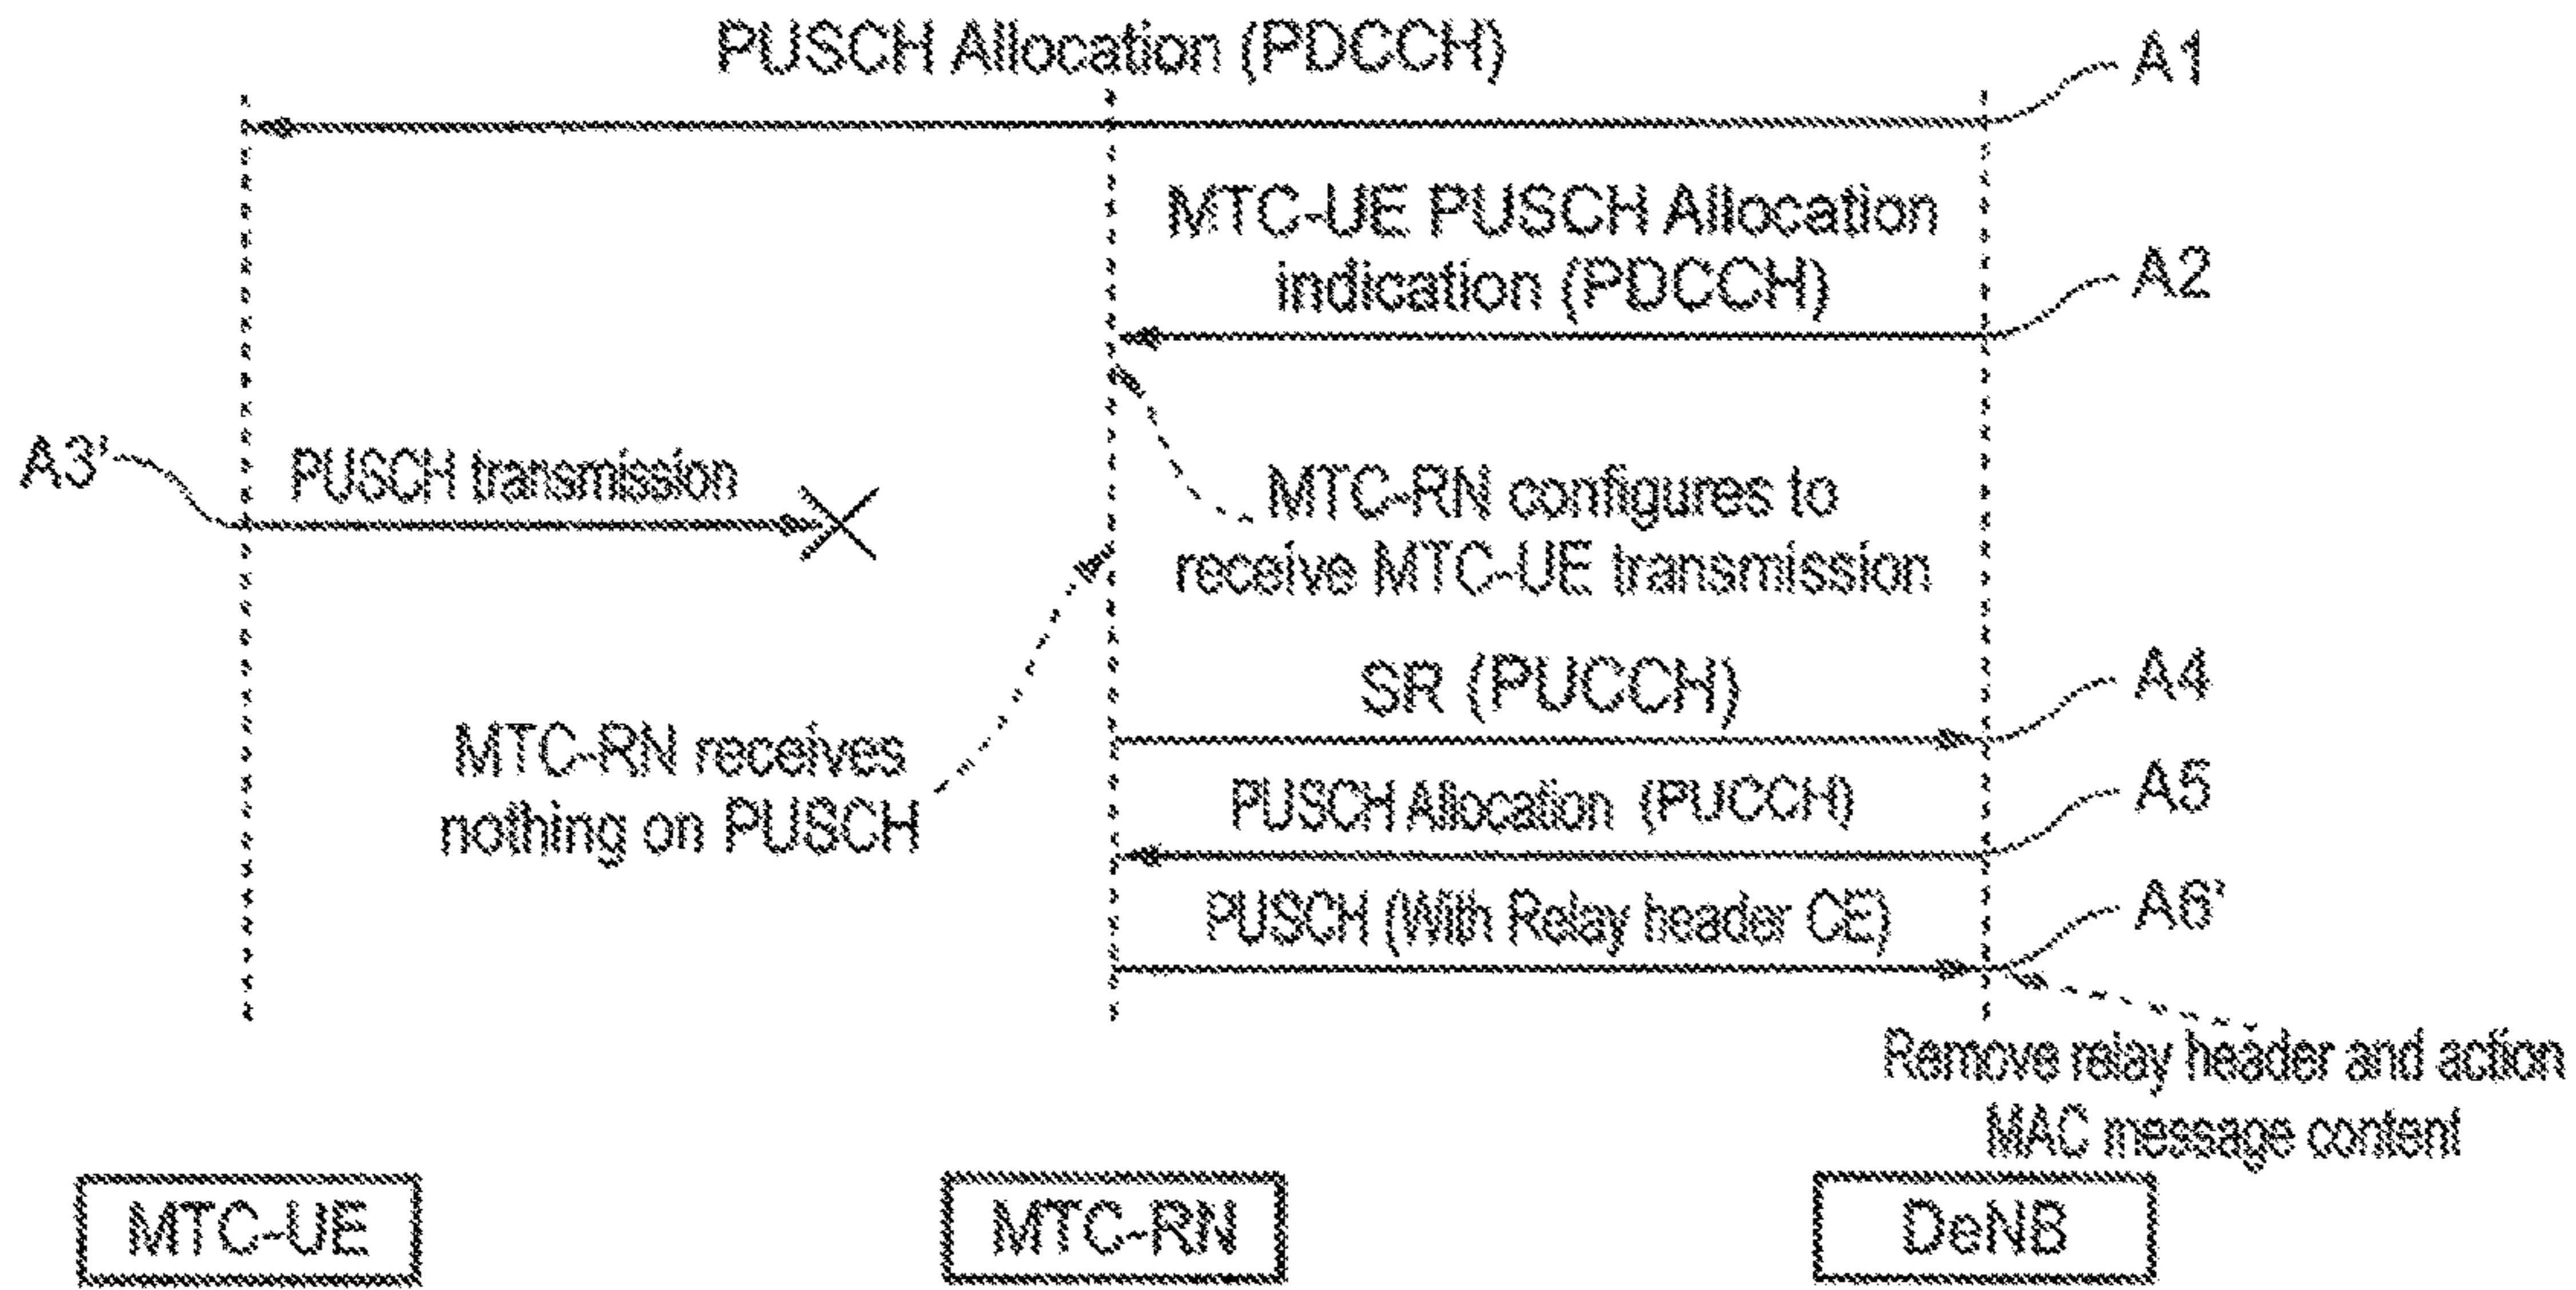 PUSCH Allocation (PDCCH)
A1
MTC-UE PUSCH Allocation
indication (PDCCH)
A2
A3'
PUSCH transmission
MTC-RN configures to
receive MTC-UE transmission
SR (PUCCH)
A4
MTC-RN receives
nothing on PUSCH
PUSCH Allocation (PUCCH)
A5
PUSCH (With Relay header CE)
A6'
Remove relay header and action
MAC message content
MTC-UE
MTC-RN
DeNB